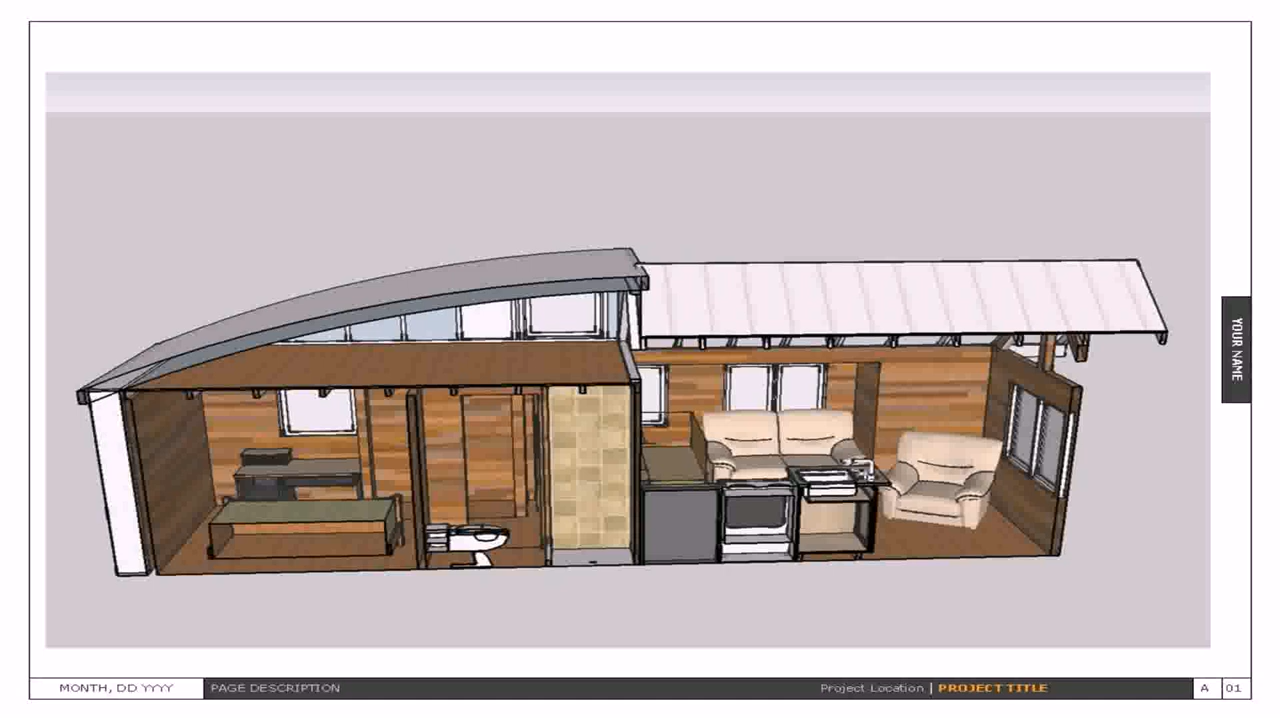 YOUR NAME
MONTH, DD YYYY
PAGE DESCRIPTION
Project Location | PROJECT TITLE
A 01